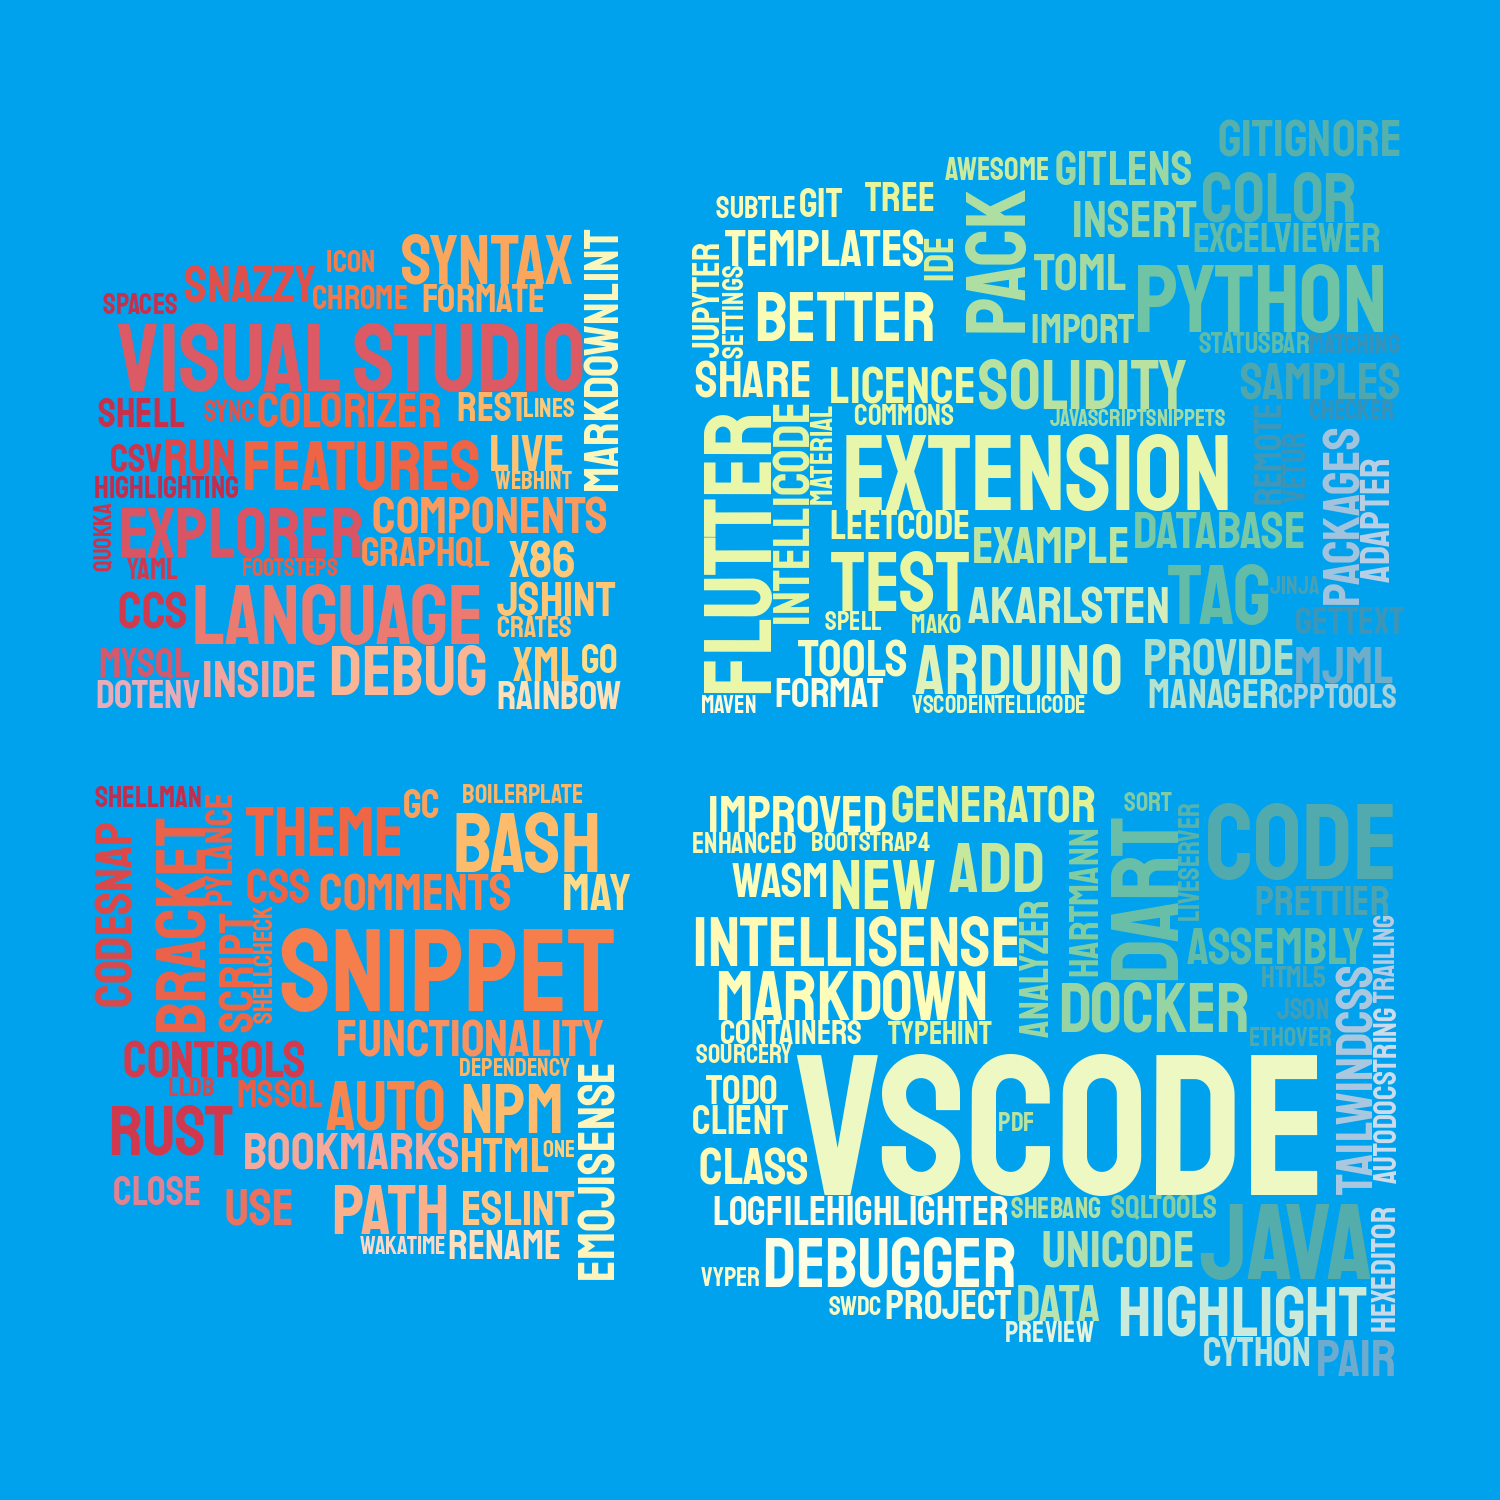 ICON
SYNTAX
SNAZZY
SPACES
CHROME
FORMATE
MARKDOWNLINT
VISUAL STUDIO
SHELL
SYNC
COLORIZER
REST
LINES
CSV
RUN
FEATURES
LIVE
WEBHINT
HIGHLIGHTING
QUOKKA
EXPLORER
COMPONENTS
GRAPHQL
X86
YAML
FOOTSTEPS
CCS
LANGUAGE
JSHINT
CRATES
MYSQL
INSIDE
DEBUG
XML
GO
DOTENV
RAINBOW
GITIGNORE
AWESOME
GITLENS
COLOR
SUBTLE
GIT
TREE
PACK
INSERT
EXCELVIEWER
TEMPLATES
IDE
JUPYTER
SETTINGS
TOML
PYTHON
BETTER
IMPORT
STATUSBAR
MATCHING
SHARE
LICENCE
SOLIDITY
SAMPLES
CHECKER
COMMONS
JAVASCRIPTSNIPPETS
FLUTTER
INTELLICODE
MATERIAL
EXTENSION
REMOTE
VETUR
PACKAGES
ADAPTER
LEETCODE
EXAMPLE
DATABASE
TEST
AKARLSTEN
TAG
JINJA
GETTEXT
SPELL
MAKO
TOOLS
ARDUINO
PROVIDE
MJML
MAVEN
FORMAT
VSCODEINTELLICODE
MANAGER
CPPTOOLS
SHELLMAN
PYLANCE
THEME
GC
BOILERPLATE
CODESNAP
BRACKET
BASH
CSS
COMMENTS
MAY
SCRIPT
SHELLCHECK
SNIPPET
FUNCTIONALITY
CONTROLS
DEPENDENCY
LLDB
MSSQL
AUTO
NPM
EMOJISENSE
RUST
BOOKMARKS
HTML
ONE
CLOSE
USE
PATH
ESLINT
WAKATIME
RENAME
IMPROVED
GENERATOR
SORT
CODE
ENHANCED
BOOTSTRAP4
HARTMANN
DART
LIVESERVER
WASM
NEW
ADD
PRETTIER
INTELLISENSE
ANALYZER
ASSEMBLY
TRAILING
MARKDOWN
DOCKER
HTML5
JSON
ETHOVER
TAILWINDCSS
CONTAINERS
TYPEHINT
SOURCERY
AUTODOCSTRING
TODO
VSCODE
PDF
CLIENT
CLASS
LOGFILEHIGHLIGHTER
SHEBANG
SQLTOOLS
JAVA
HEXEDITOR
VYPER
DEBUGGER
UNICODE
SWDC
PROJECT
DATA
HIGHLIGHT
PREVIEW
CYTHON
PAIR